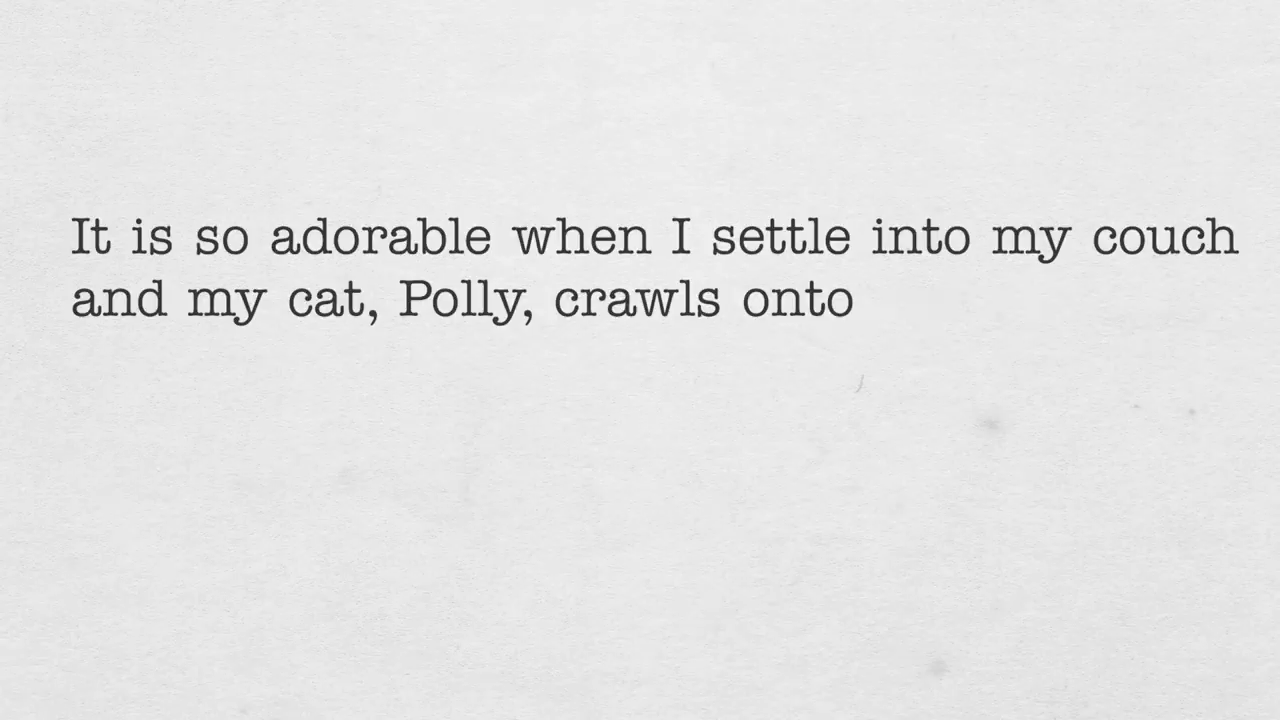 It is so adorable when I settle into my couch
and my cat, Polly, crawls onto